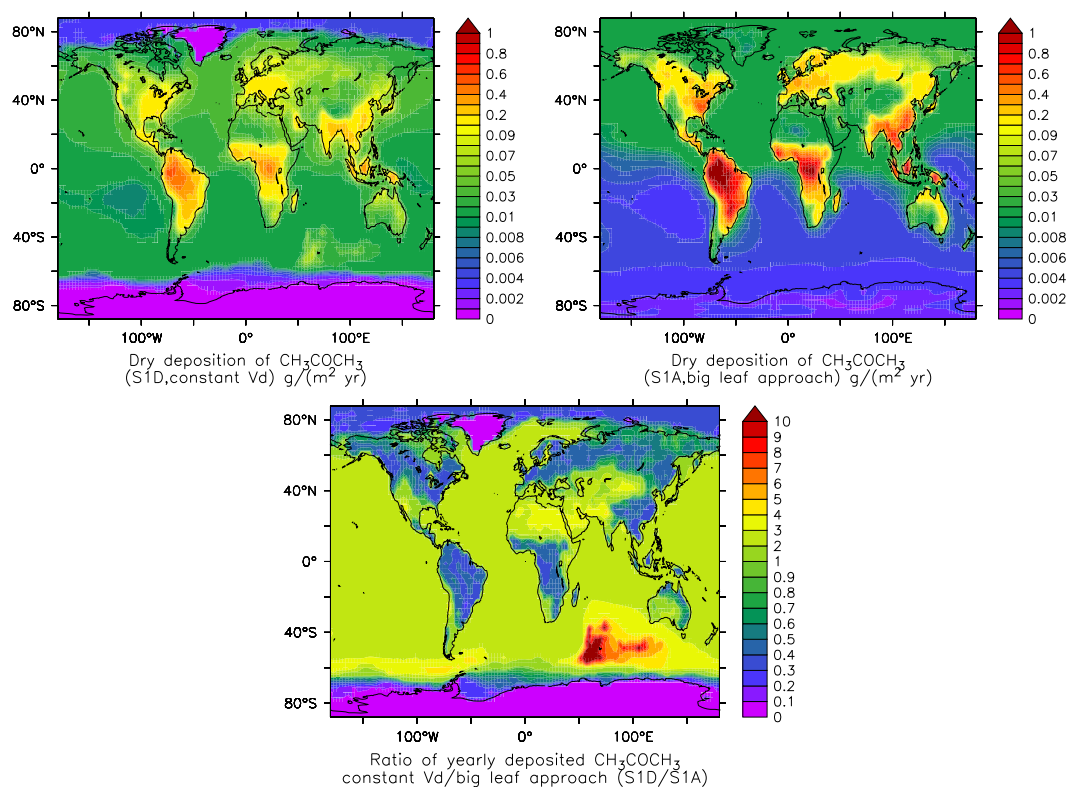 80°N
40°N
0°
40°S
80°S
100°W
0°
100°E
1
0.8
0.6
0.4
0.2
0.09
0.07
0.05
0.03
0.01
0.008
0.006
0.004
0.002
0
Dry deposition of CH₃COCH₃
(S1D,constant Vd) g/(m² yr)
80°N
40°N
0°
40°S
80°S
100°W
0°
100°E
1
0.8
0.6
0.4
0.2
0.09
0.07
0.05
0.03
0.01
0.008
0.006
0.004
0.002
0
Dry deposition of CH₃COCH₃
(S1A,big leaf approach) g/(m² yr)
80°N
40°N
0°
40°S
80°S
100°W
0°
100°E
10
9
8
7
6
5
4
3
2
1
0.9
0.8
0.7
0.6
0.5
0.4
0.3
0.2
0.1
0
Ratio of yearly deposited CH₃COCH₃
constant Vd/big leaf approach (S1D/S1A)